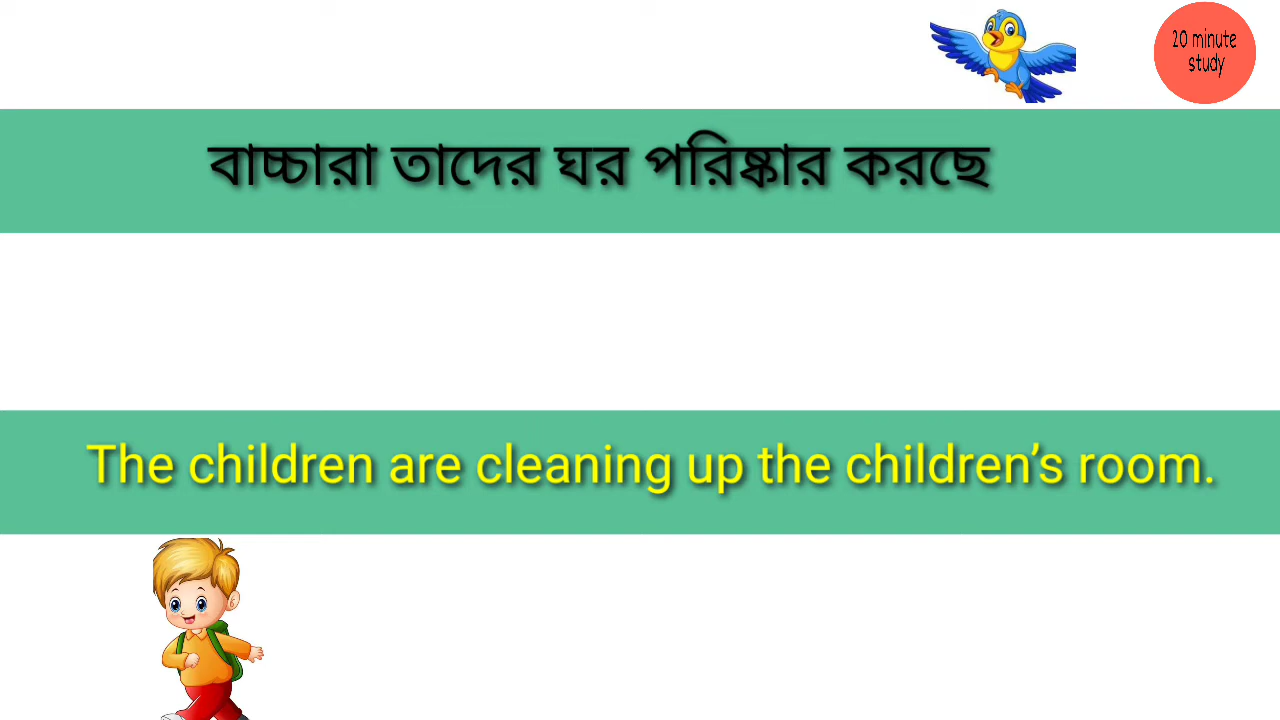 20 minute
study
বাচ্চারা তাদের ঘর পরিষ্কার করছে
The children are cleaning up the children’s room.